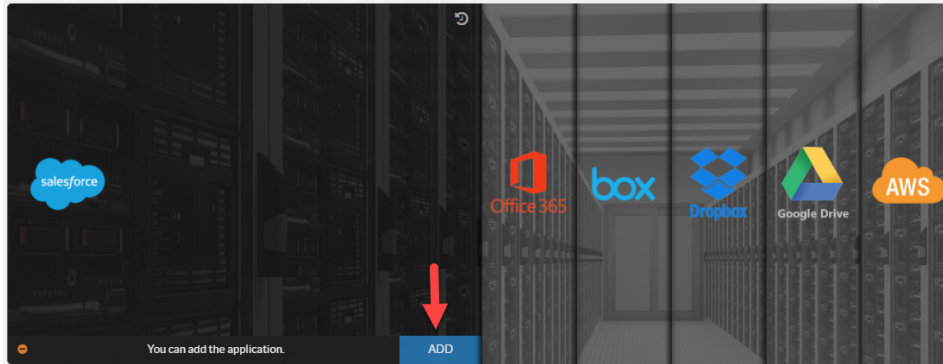 salesforce
Office 365
box
Dropbox
Google Drive
AWS
You can add the application.
ADD